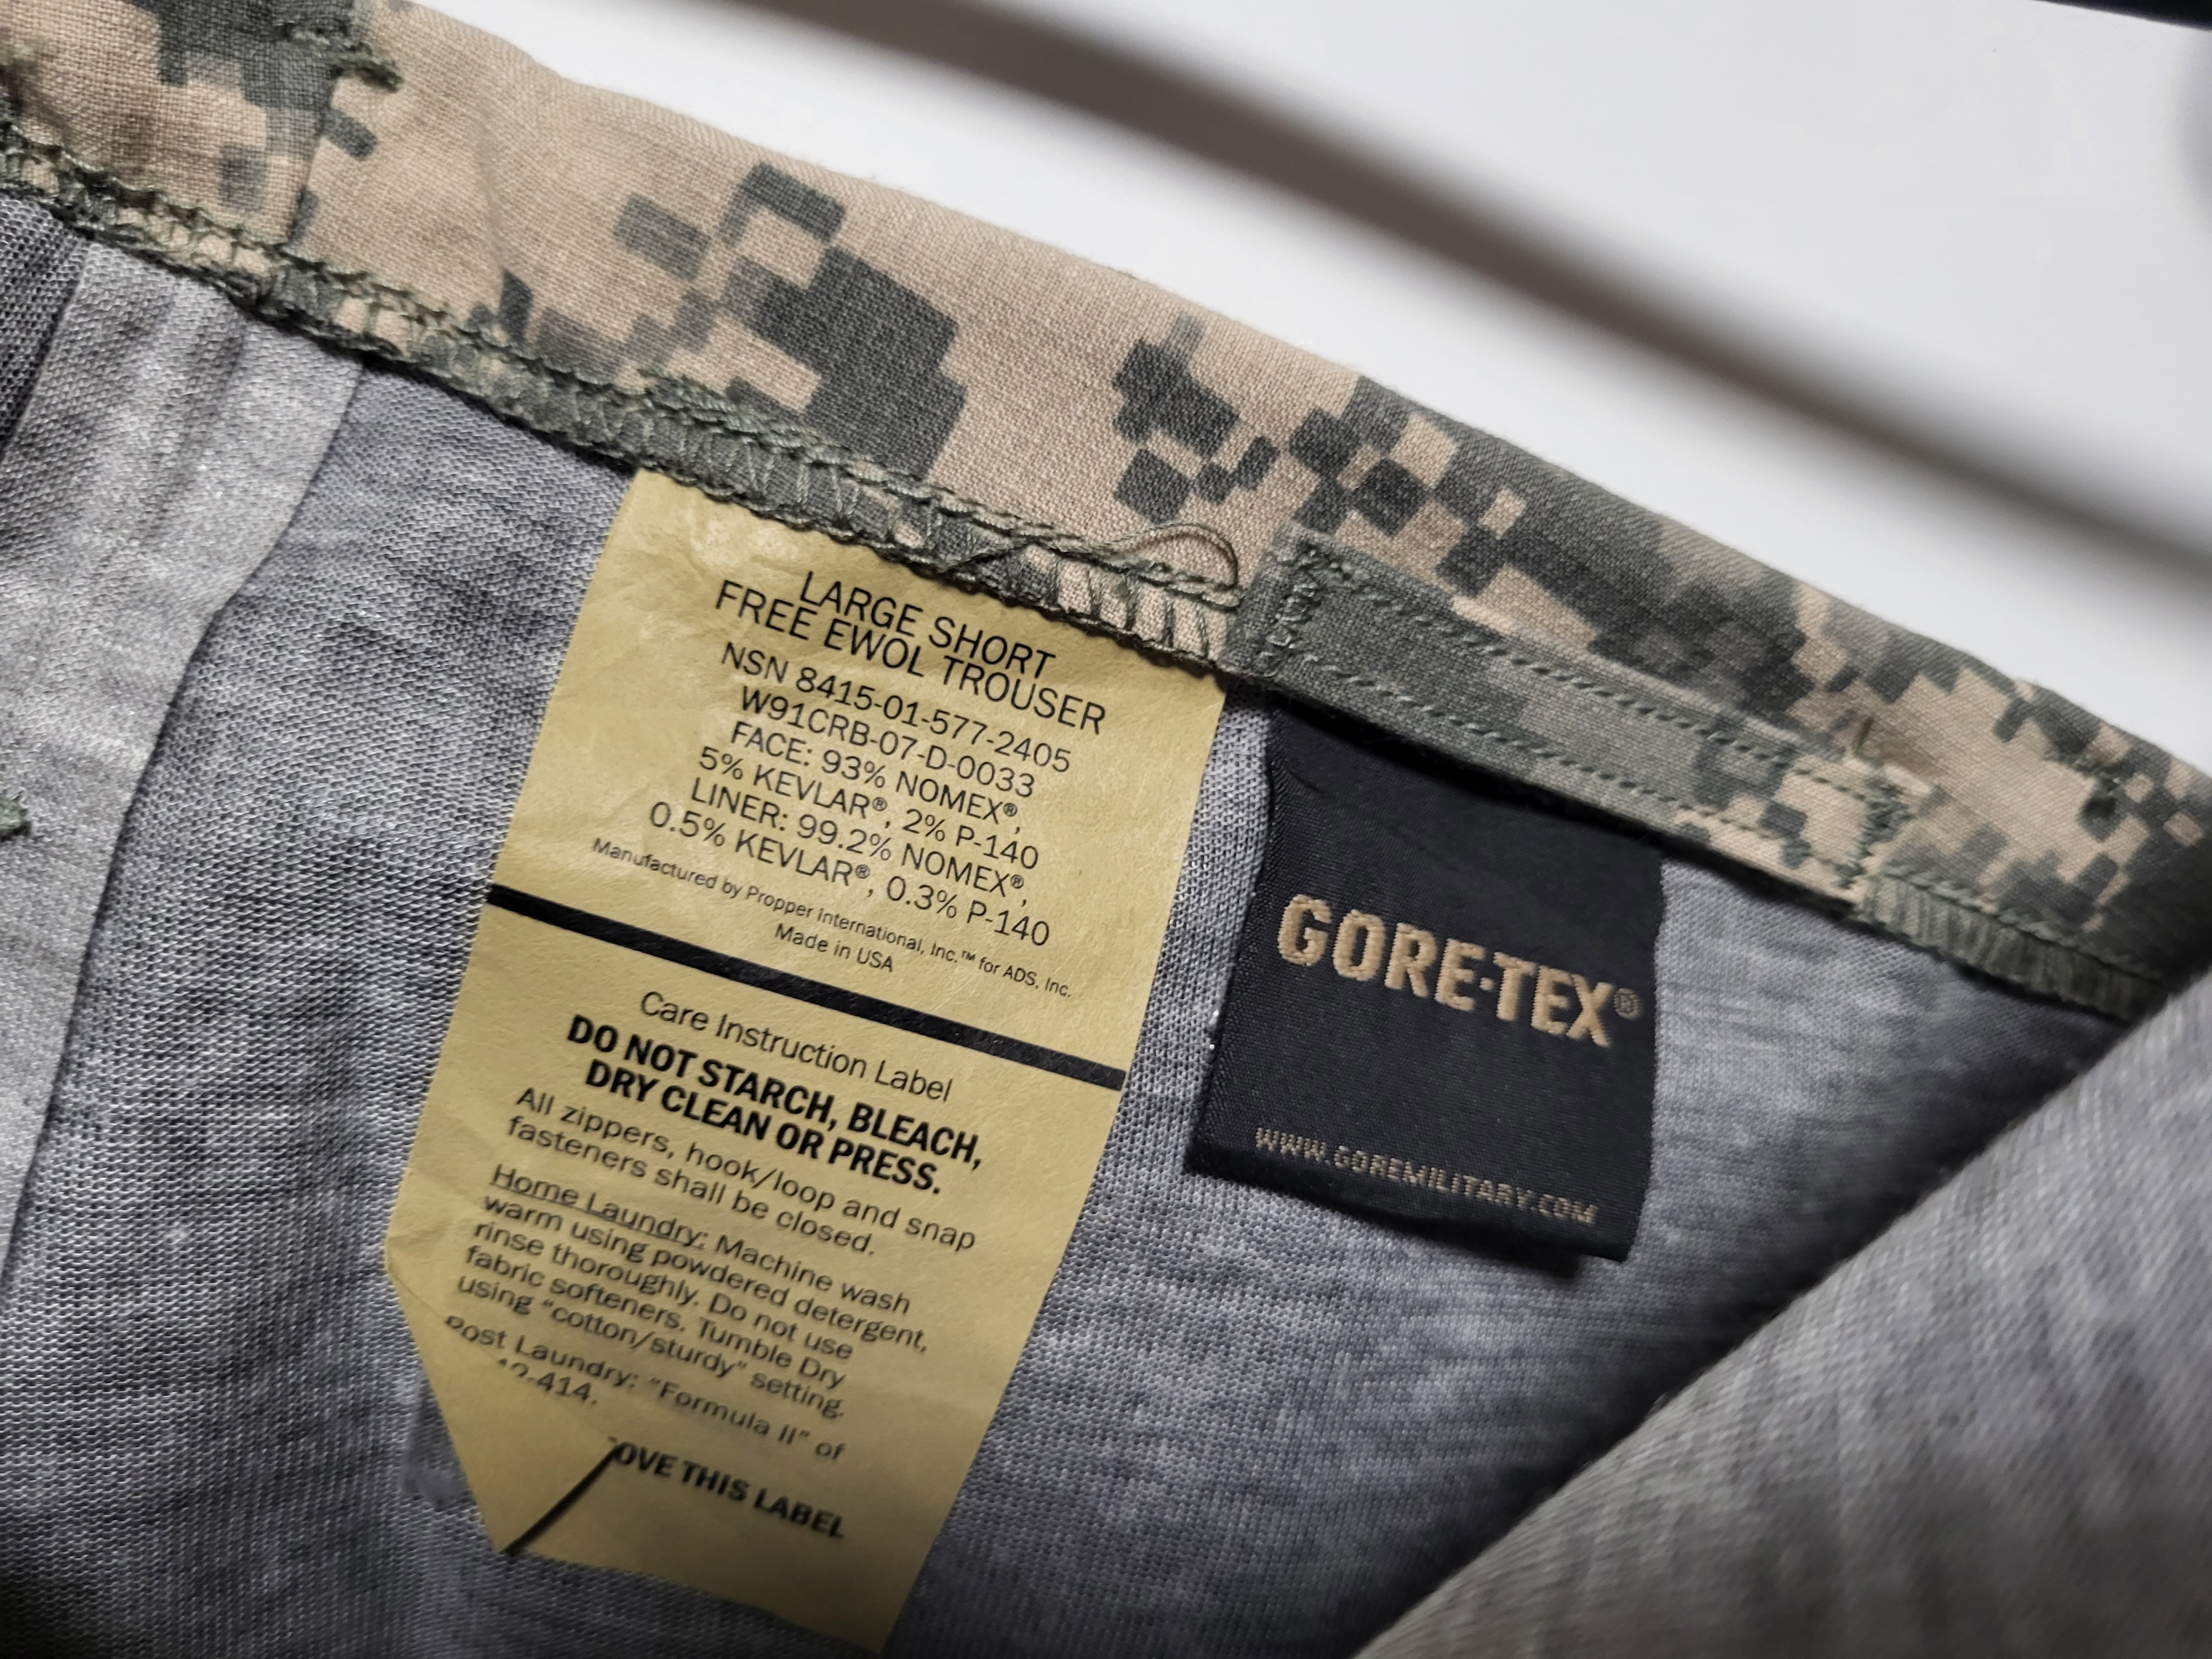 LARGE SHORT
FREE EWOL TROUSER
NSN 8415-01-577-2405
W91CRB-07-D-0033
FACE: 93% NOMEX®,
5% KEVLAR®, 2% P-140
LINER: 99.2% NOMEX®,
0.5% KEVLAR®, 0.3% P-140
Manufactured by Propper International, Inc.™ for ADS, Inc.
Made in USA
Care Instruction Label
DO NOT STARCH, BLEACH,
DRY CLEAN OR PRESS.
All zippers, hook/loop and snap
fasteners shall be closed.
Home Laundry: Machine wash
warm using powdered detergent,
rinse thoroughly. Do not use
fabric softeners. Tumble Dry
using "cotton/sturdy" setting.
Post Laundry: "Formula II" of
THIS LABEL
GORE-TEX®
WWW.GOREMILITARY.COM